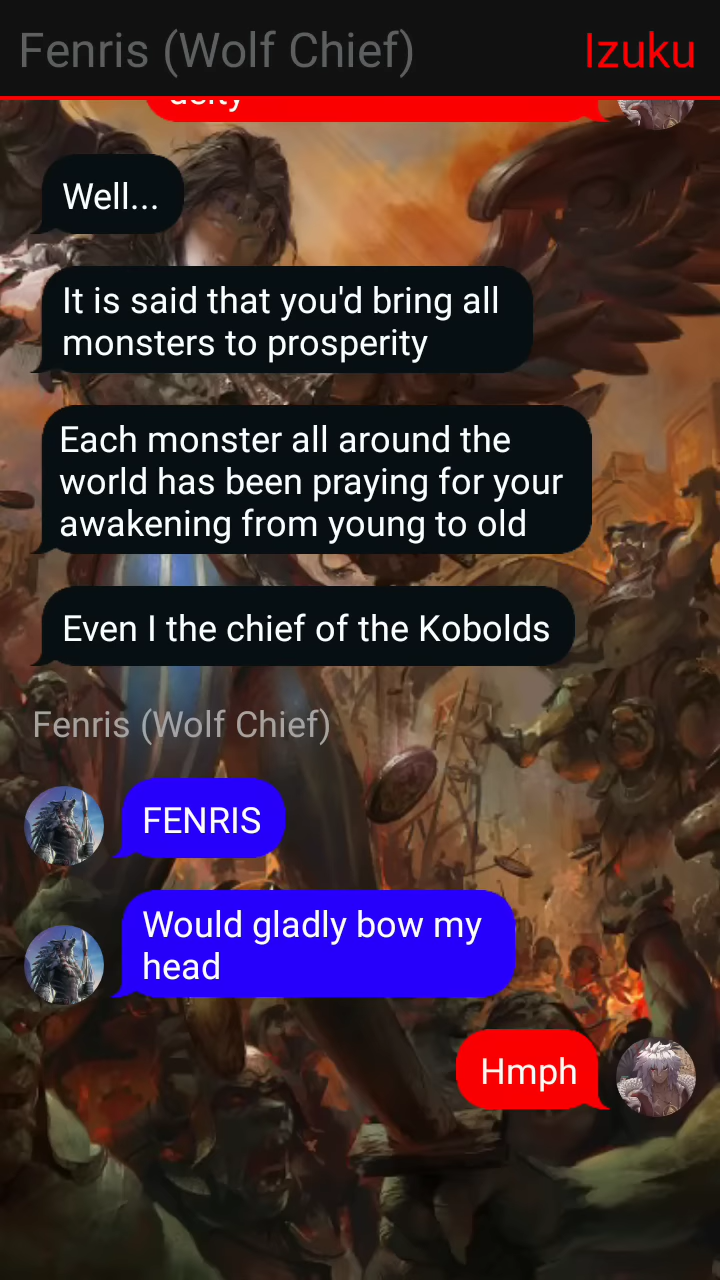 Fenris (Wolf Chief)
Izuku
deity
Well...
It is said that you'd bring all
monsters to prosperity
Each monster all around the
world has been praying for your
awakening from young to old
Even I the chief of the Kobolds
Fenris (Wolf Chief)
FENRIS
Would gladly bow my
head
Hmph